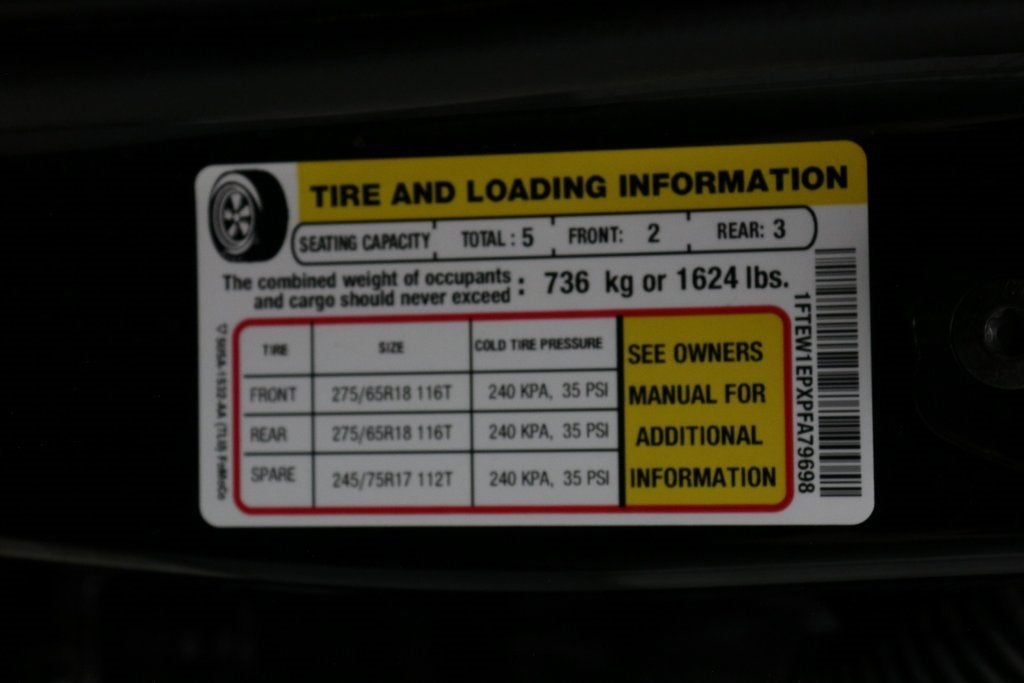 TIRE AND LOADING INFORMATION
SEATING CAPACITY TOTAL : 5 FRONT: 2 REAR: 3
The combined weight of occupants
and cargo should never exceed : 736 kg or 1624 lbs.
TIRE SIZE COLD TIRE PRESSURE
FRONT 275/65R18 116T 240 KPA, 35 PSI
REAR 275/65R18 116T 240 KPA, 35 PSI
SPARE 245/75R17 112T 240 KPA, 35 PSI
SEE OWNERS
MANUAL FOR
ADDITIONAL
INFORMATION
1FTEW1EPXPFA79698